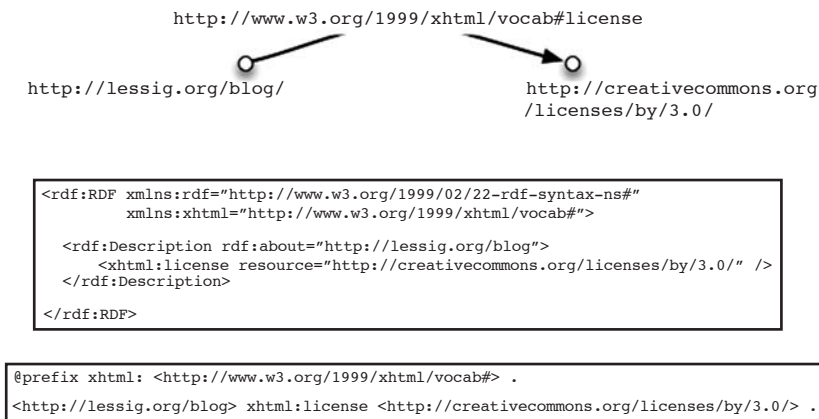 http://www.w3.org/1999/xhtml/vocab#license
http://lessig.org/blog/
http://creativecommons.org
/licenses/by/3.0/
<rdf:RDF xmlns:rdf="http://www.w3.org/1999/02/22-rdf-syntax-ns#"
xmlns:xhtml="http://www.w3.org/1999/xhtml/vocab#">
<rdf:Description rdf:about="http://lessig.org/blog">
<xhtml:license resource="http://creativecommons.org/licenses/by/3.0/" />
</rdf:Description>
</rdf:RDF>
@prefix xhtml: <http://www.w3.org/1999/xhtml/vocab#> .
<http://lessig.org/blog> xhtml:license <http://creativecommons.org/licenses/by/3.0/> .